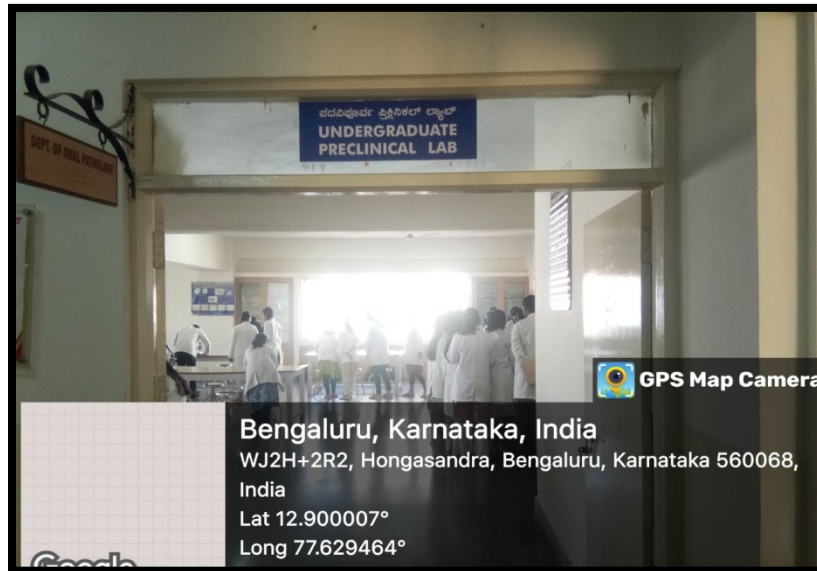 ಪದವಿಪೂರ್ವ ಪ್ರಿಕ್ಲಿನಿಕಲ್ ಲ್ಯಾಬ್
UNDERGRADUATE
PRECLINICAL LAB
DEPT. OF ORAL PATHOLOGY
GPS Map Camera
Bengaluru, Karnataka, India
WJ2H+2R2, Hongasandra, Bengaluru, Karnataka 560068,
India
Lat 12.900007°
Long 77.629464°
Google